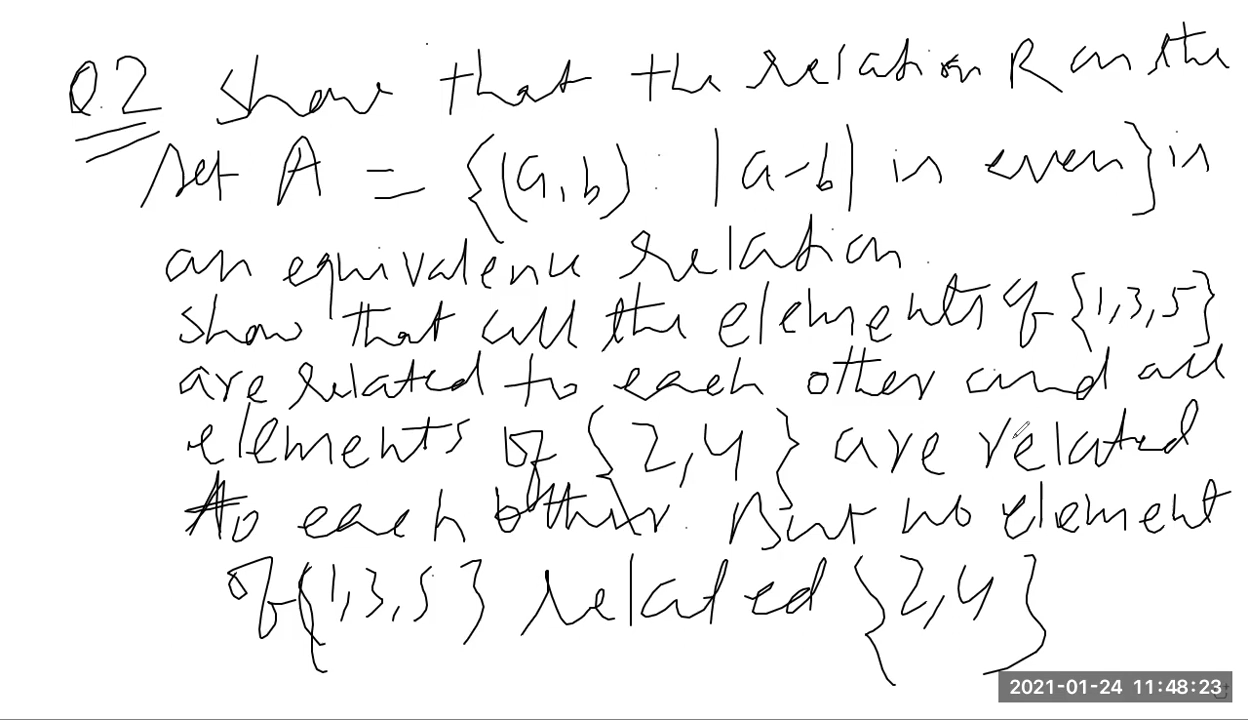 Q.2 Show that the relation R on the
set A = {(a,b) : |a-b| is even} is
an equivalence relation.
Show that all the elements of {1,3,5}
are related to each other and all
elements of {2,4} are related
to each other. But no element
of {1,3,5} related {2,4}
2021-01-24 11:48:23